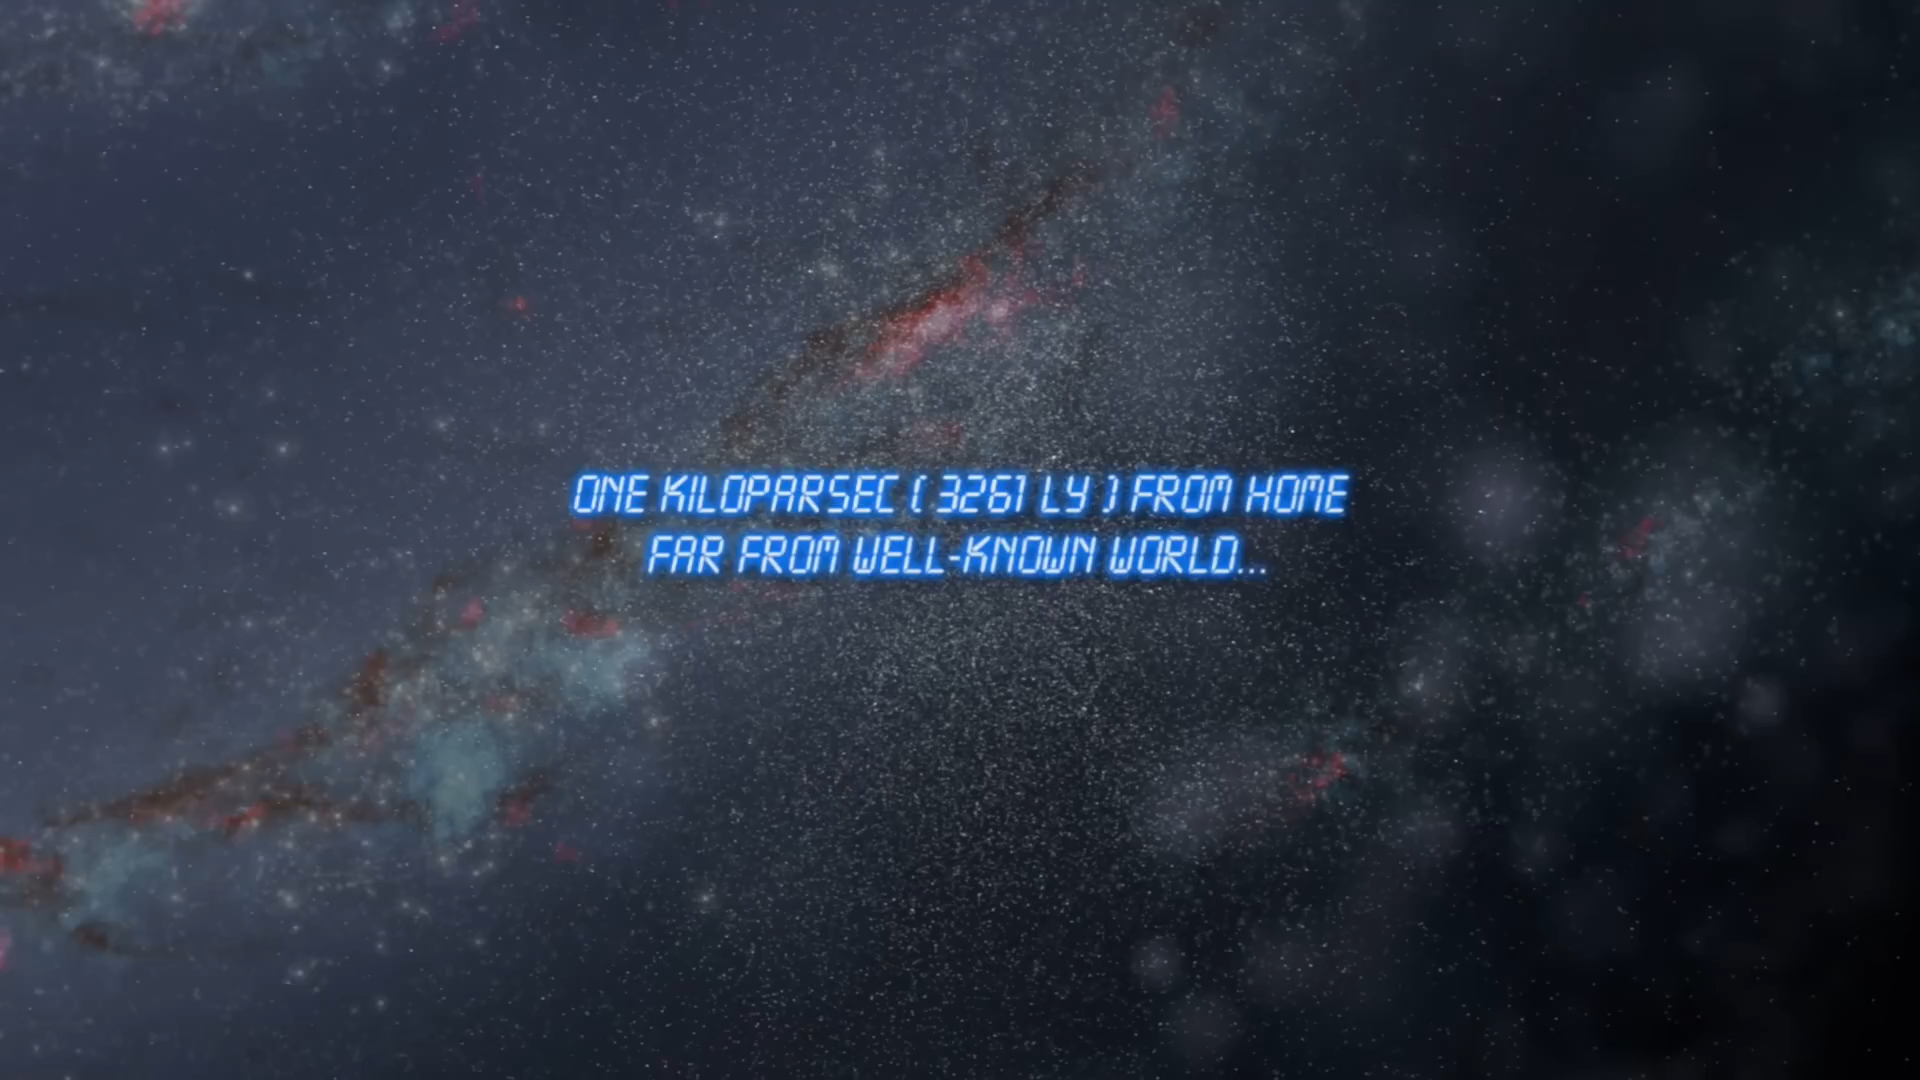 ONE KILOPARSEC ( 3261 LY ) FROM HOME
FAR FROM WELL-KNOWN WORLD...